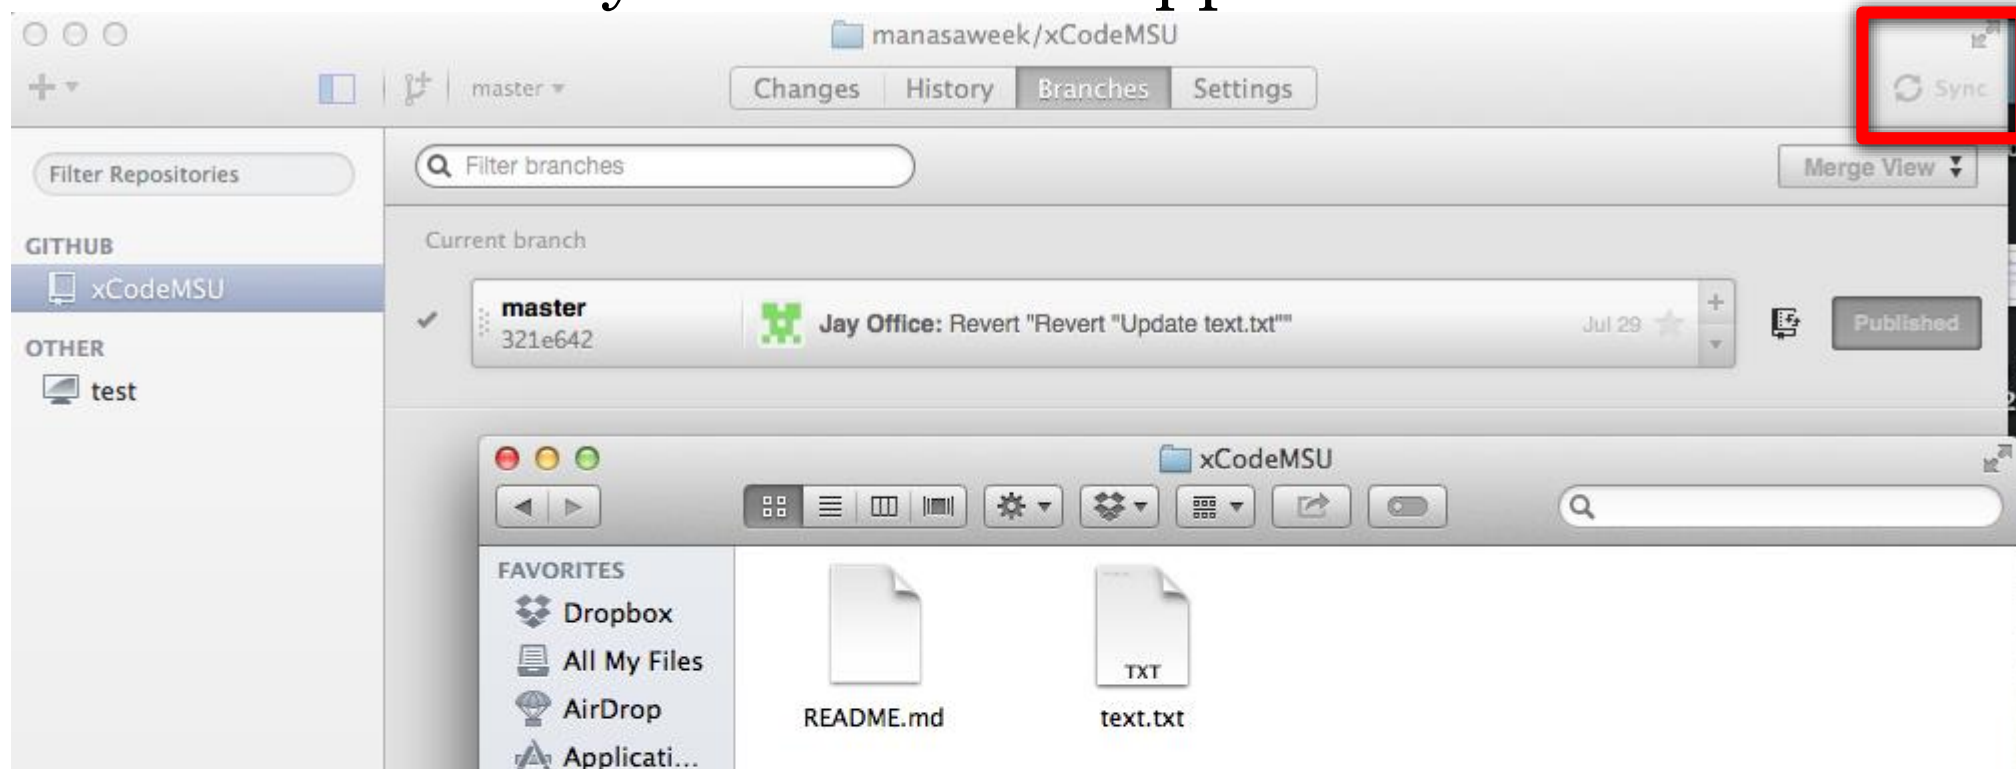 manasaweek/xCodeMSU
master
Changes History Branches Settings
Sync
Filter Repositories
Filter branches
Merge View
GITHUB
Current branch
xCodeMSU
master
321e642
Jay Office: Revert "Revert "Update text.txt""
Jul 29
Published
OTHER
test
xCodeMSU
FAVORITES
Dropbox
All My Files
AirDrop
Applicati...
TXT
README.md
text.txt